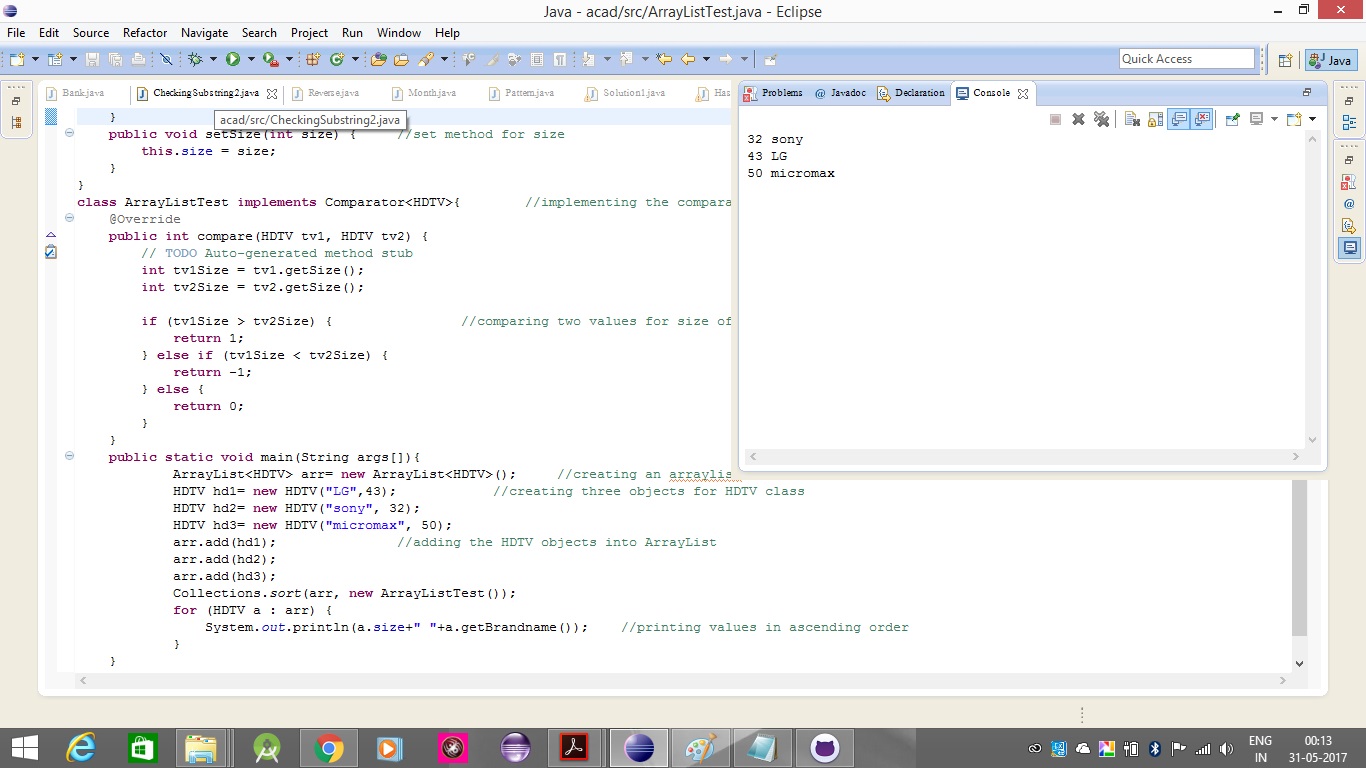 Java - acad/src/ArrayListTest.java - Eclipse
File Edit Source Refactor Navigate Search Project Run Window Help
Quick Access
Java
Bank.java CheckingSubstring2.java Reverse.java Month.java Pattern.java Solution1.java Has
acad/src/CheckingSubstring2.java
}
public void setSize(int size) { //set method for size
this.size = size;
}
}
class ArrayListTest implements Comparator<HDTV>{ //implementing the compara
@Override
public int compare(HDTV tv1, HDTV tv2) {
// TODO Auto-generated method stub
int tv1Size = tv1.getSize();
int tv2Size = tv2.getSize();
if (tv1Size > tv2Size) { //comparing two values for size of
return 1;
} else if (tv1Size < tv2Size) {
return -1;
} else {
return 0;
}
}
public static void main(String args[]){
ArrayList<HDTV> arr= new ArrayList<HDTV>(); //creating an arraylis
HDTV hd1= new HDTV("LG",43); //creating three objects for HDTV class
HDTV hd2= new HDTV("sony", 32);
HDTV hd3= new HDTV("micromax", 50);
arr.add(hd1); //adding the HDTV objects into ArrayList
arr.add(hd2);
arr.add(hd3);
Collections.sort(arr, new ArrayListTest());
for (HDTV a : arr) {
System.out.println(a.size+" "+a.getBrandname()); //printing values in ascending order
}
}
Problems @ Javadoc Declaration Console
32 sony
43 LG
50 micromax
ENG
IN
00:13
31-05-2017